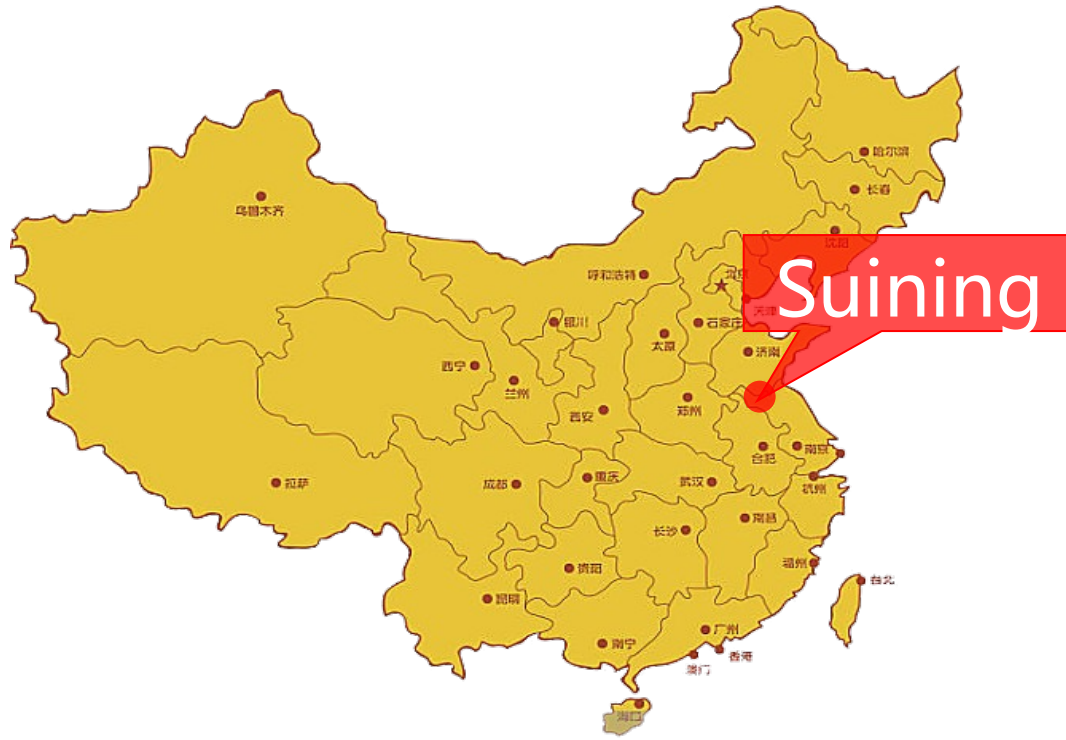 哈尔滨
长春
乌鲁木齐
沈阳
Suining
呼和浩特
北京
天津
银川
石家庄
太原
济南
西宁
兰州
郑州
西安
南京
合肥
重庆
成都
武汉
拉萨
杭州
南昌
长沙
福州
贵阳
台北
昆明
广州
南宁
香港
澳门
海口